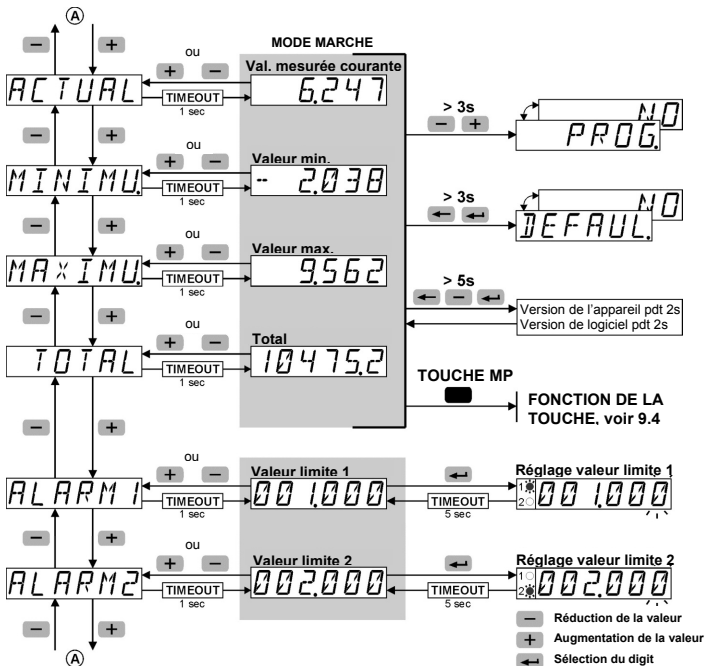 A
− +
ou
MODE MARCHE
+ −
Val. mesurée courante
ACTUAL
TIMEOUT
1 sec
6.247
> 3s
− +
NO
PROG.
− +
ou
+ −
Valeur min.
MINIMU.
TIMEOUT
1 sec
- 2.038
> 3s
← ↵
NO
DEFAUL.
− +
ou
+ −
Valeur max.
MAXIMU.
TIMEOUT
1 sec
9.562
> 5s
← − ↵
Version de l'appareil pdt 2s
Version de logiciel pdt 2s
− +
ou
+ −
Total
TOTAL
TIMEOUT
1 sec
10475.2
TOUCHE MP
FONCTION DE LA
TOUCHE, voir 9.4
− +
ou
+ −
Valeur limite 1
Réglage valeur limite 1
ALARM1
TIMEOUT
1 sec
001.000
TIMEOUT
5 sec
1
2
001.000
− +
ou
+ −
Valeur limite 2
Réglage valeur limite 2
ALARM2
TIMEOUT
1 sec
002.000
TIMEOUT
5 sec
1
2
002.000
− +
− Réduction de la valeur
+ Augmentation de la valeur
↵ Sélection du digit
A